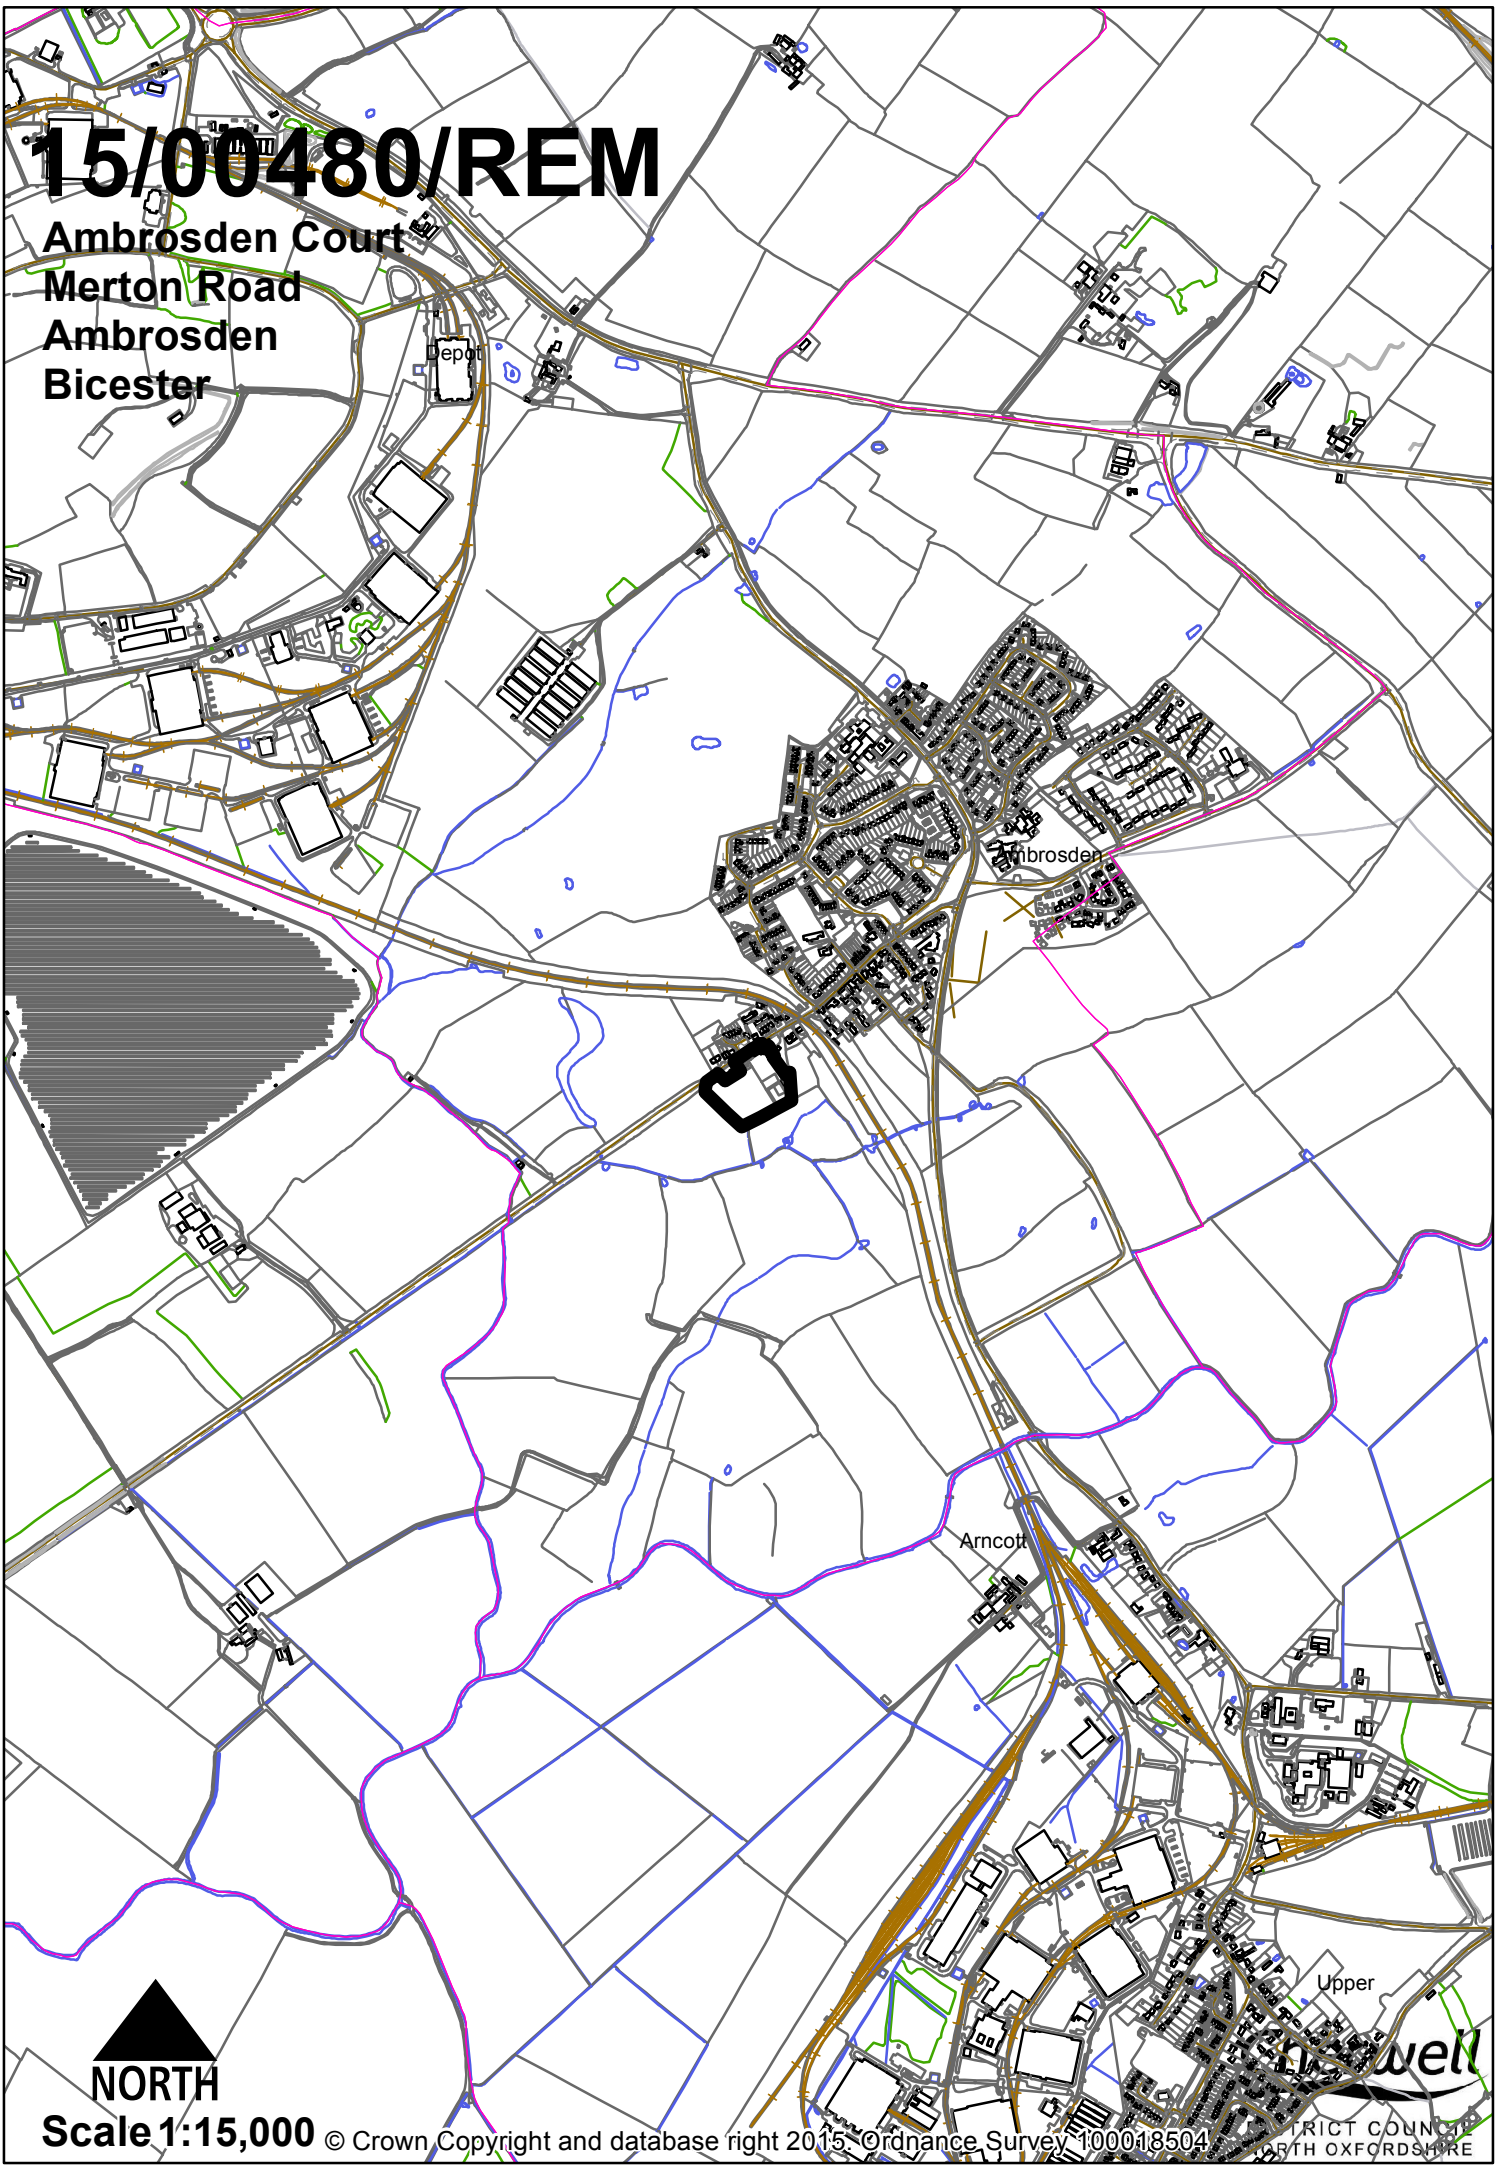 15/00480/REM
Ambrosden Court
Merton Road
Ambrosden
Bicester
Depot
Ambrosden
Arncott
Upper
NORTH
Scale 1:15,000
© Crown Copyright and database right 2015. Ordnance Survey 100018504